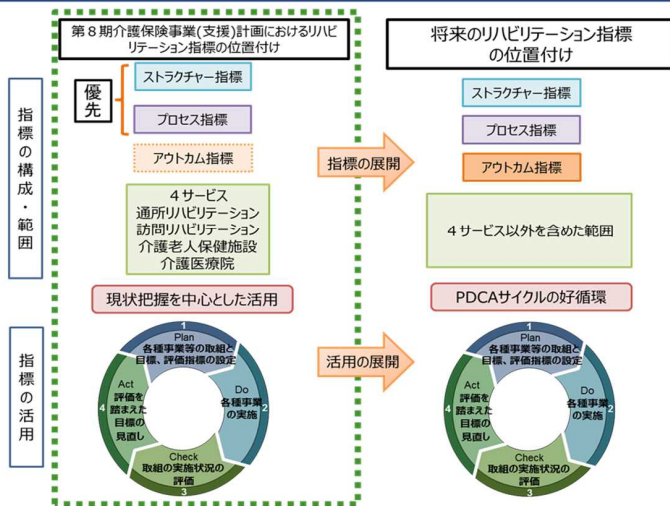 第８期介護保険事業(支援)計画におけるリハビ
リテーション指標の位置付け
将来のリハビリテーション指標
の位置付け
指標の構成・範囲
優先
ストラクチャー指標
プロセス指標
アウトカム指標
４サービス
通所リハビリテーション
訪問リハビリテーション
介護老人保健施設
介護医療院
指標の展開
ストラクチャー指標
プロセス指標
アウトカム指標
４サービス以外を含めた範囲
指標の活用
現状把握を中心とした活用
1
Plan
各種事業等の取組と
目標、評価指標の設定
Do
各種事業
の実施
2
Check
取組の実施状況の
評価
3
Act
評価を
踏まえた
目標の
見直し
4
活用の展開
PDCAサイクルの好循環
1
Plan
各種事業等の取組と
目標、評価指標の設定
Do
各種事業
の実施
2
Check
取組の実施状況の
評価
3
Act
評価を
踏まえた
目標の
見直し
4